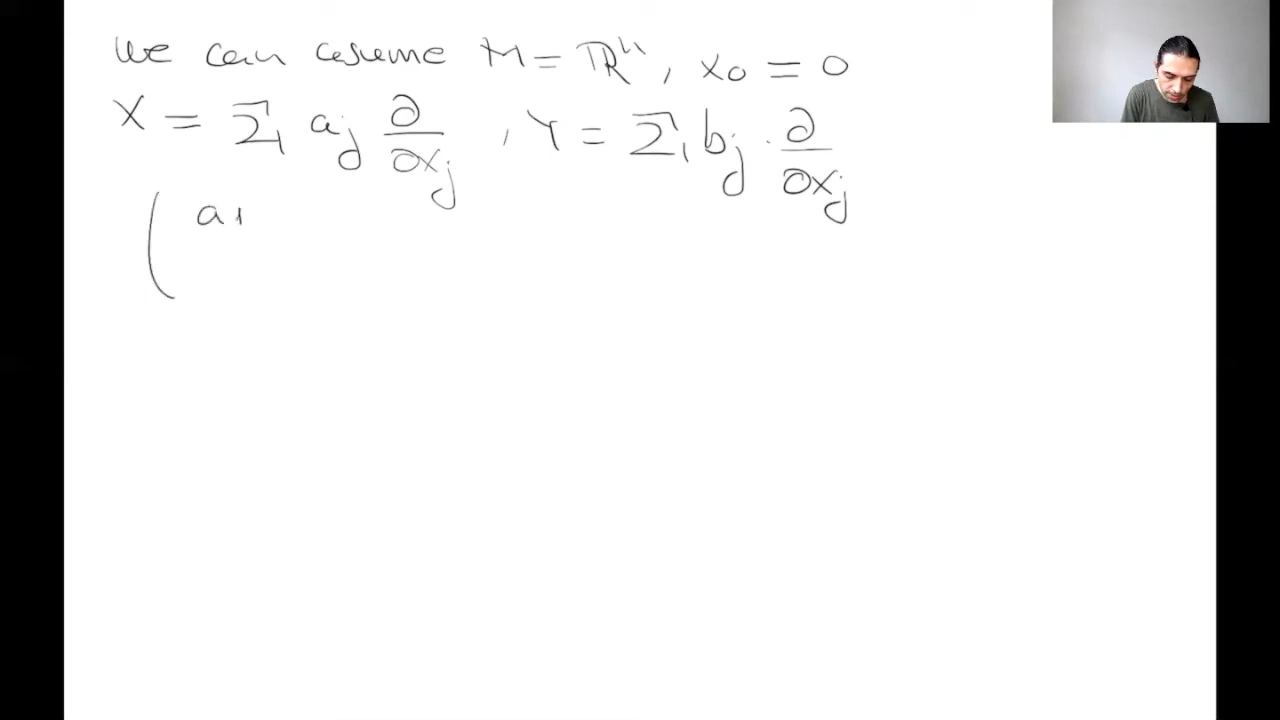 we can assume M = ℝⁿ, x₀ = 0
X = Σ aⱼ ∂/∂xⱼ , Y = Σ bⱼ · ∂/∂xⱼ
( a₁